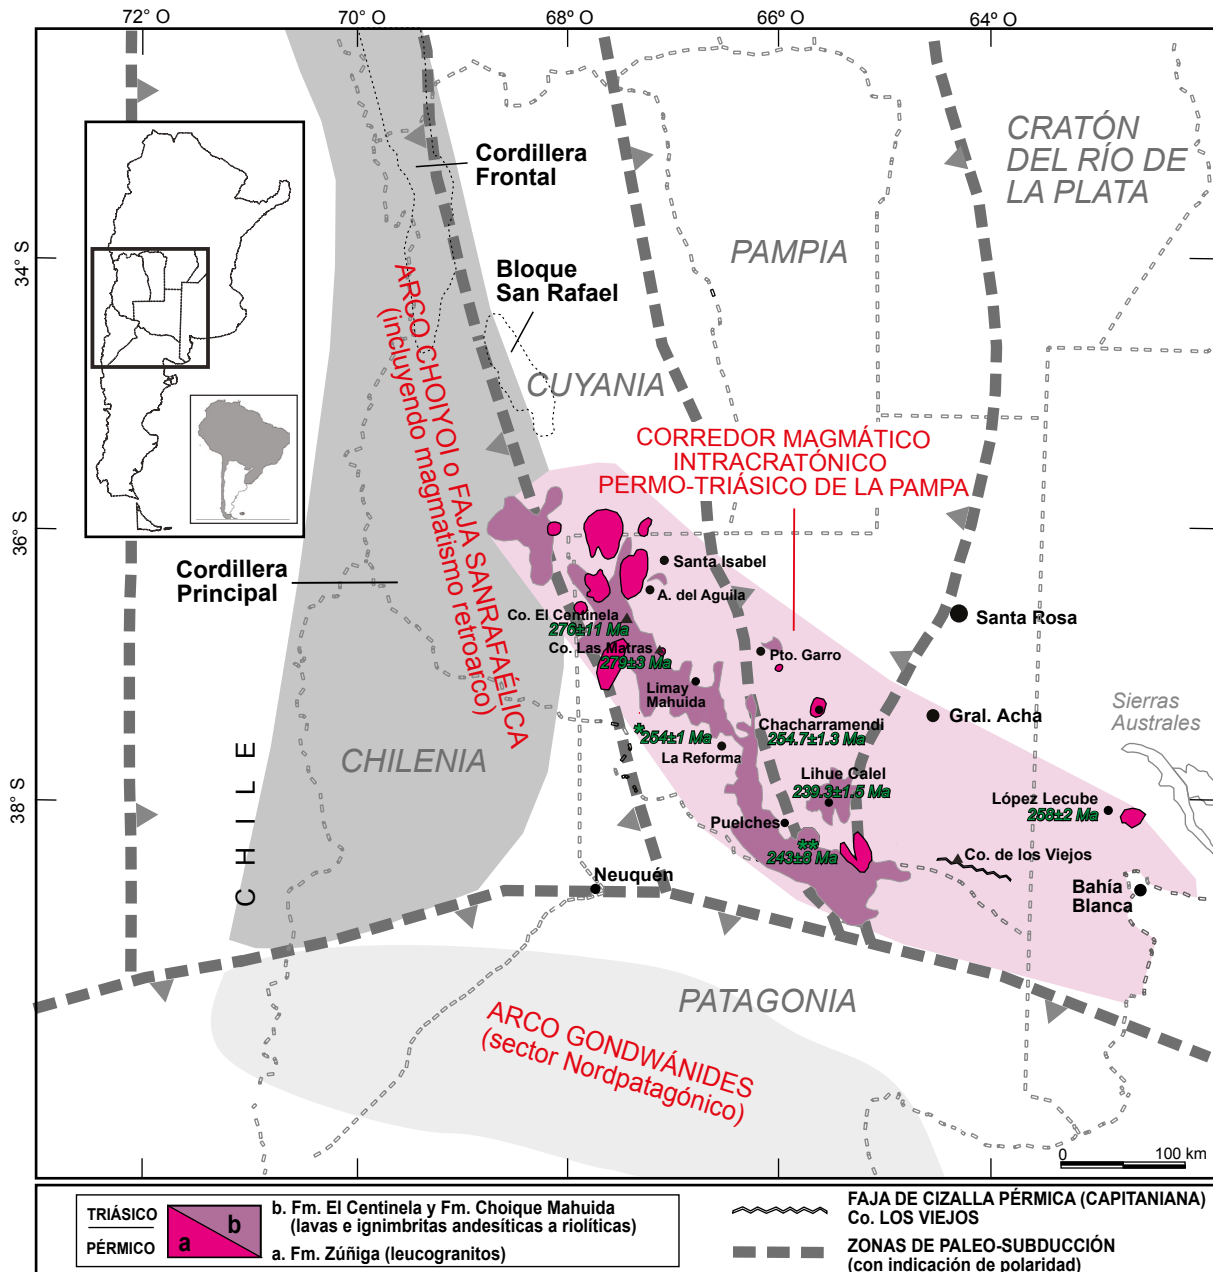 72° O
70° O
68° O
66° O
64° O
34° S
36° S
38° S
Cordillera
Frontal
CRATÓN
DEL RÍO DE
LA PLATA
PAMPIA
Bloque
San Rafael
CUYANIA
ARCO CHOIYOI o FAJA SANRAFAÉLICA
(incluyendo magmatismo retroarco)
CORREDOR MAGMÁTICO
INTRACRATÓNICO
PERMO-TRIÁSICO DE LA PAMPA
Cordillera
Principal
Santa Isabel
A. del Aguila
Co. El Centinela
276±11 Ma
Co. Las Matras
279±3 Ma
Santa Rosa
Pto. Garro
Limay
Mahuida
Chacharramendi
254.7±1.3 Ma
Gral. Acha
Sierras
Australes
*254±1 Ma
La Reforma
CHILENIA
CHILE
Lihue Calel
239.3±1.5 Ma
López Lecube
258±2 Ma
Puelches
**
243±8 Ma
Co. de los Viejos
Neuquén
Bahía
Blanca
PATAGONIA
ARCO GONDWÁNIDES
(sector Nordpatagónico)
0 100 km
TRIÁSICO
PÉRMICO
a
b
b. Fm. El Centinela y Fm. Choique Mahuida
(lavas e ignimbritas andesíticas a riolíticas)
a. Fm. Zúñiga (leucogranitos)
FAJA DE CIZALLA PÉRMICA (CAPITANIANA)
Co. LOS VIEJOS
ZONAS DE PALEO-SUBDUCCIÓN
(con indicación de polaridad)